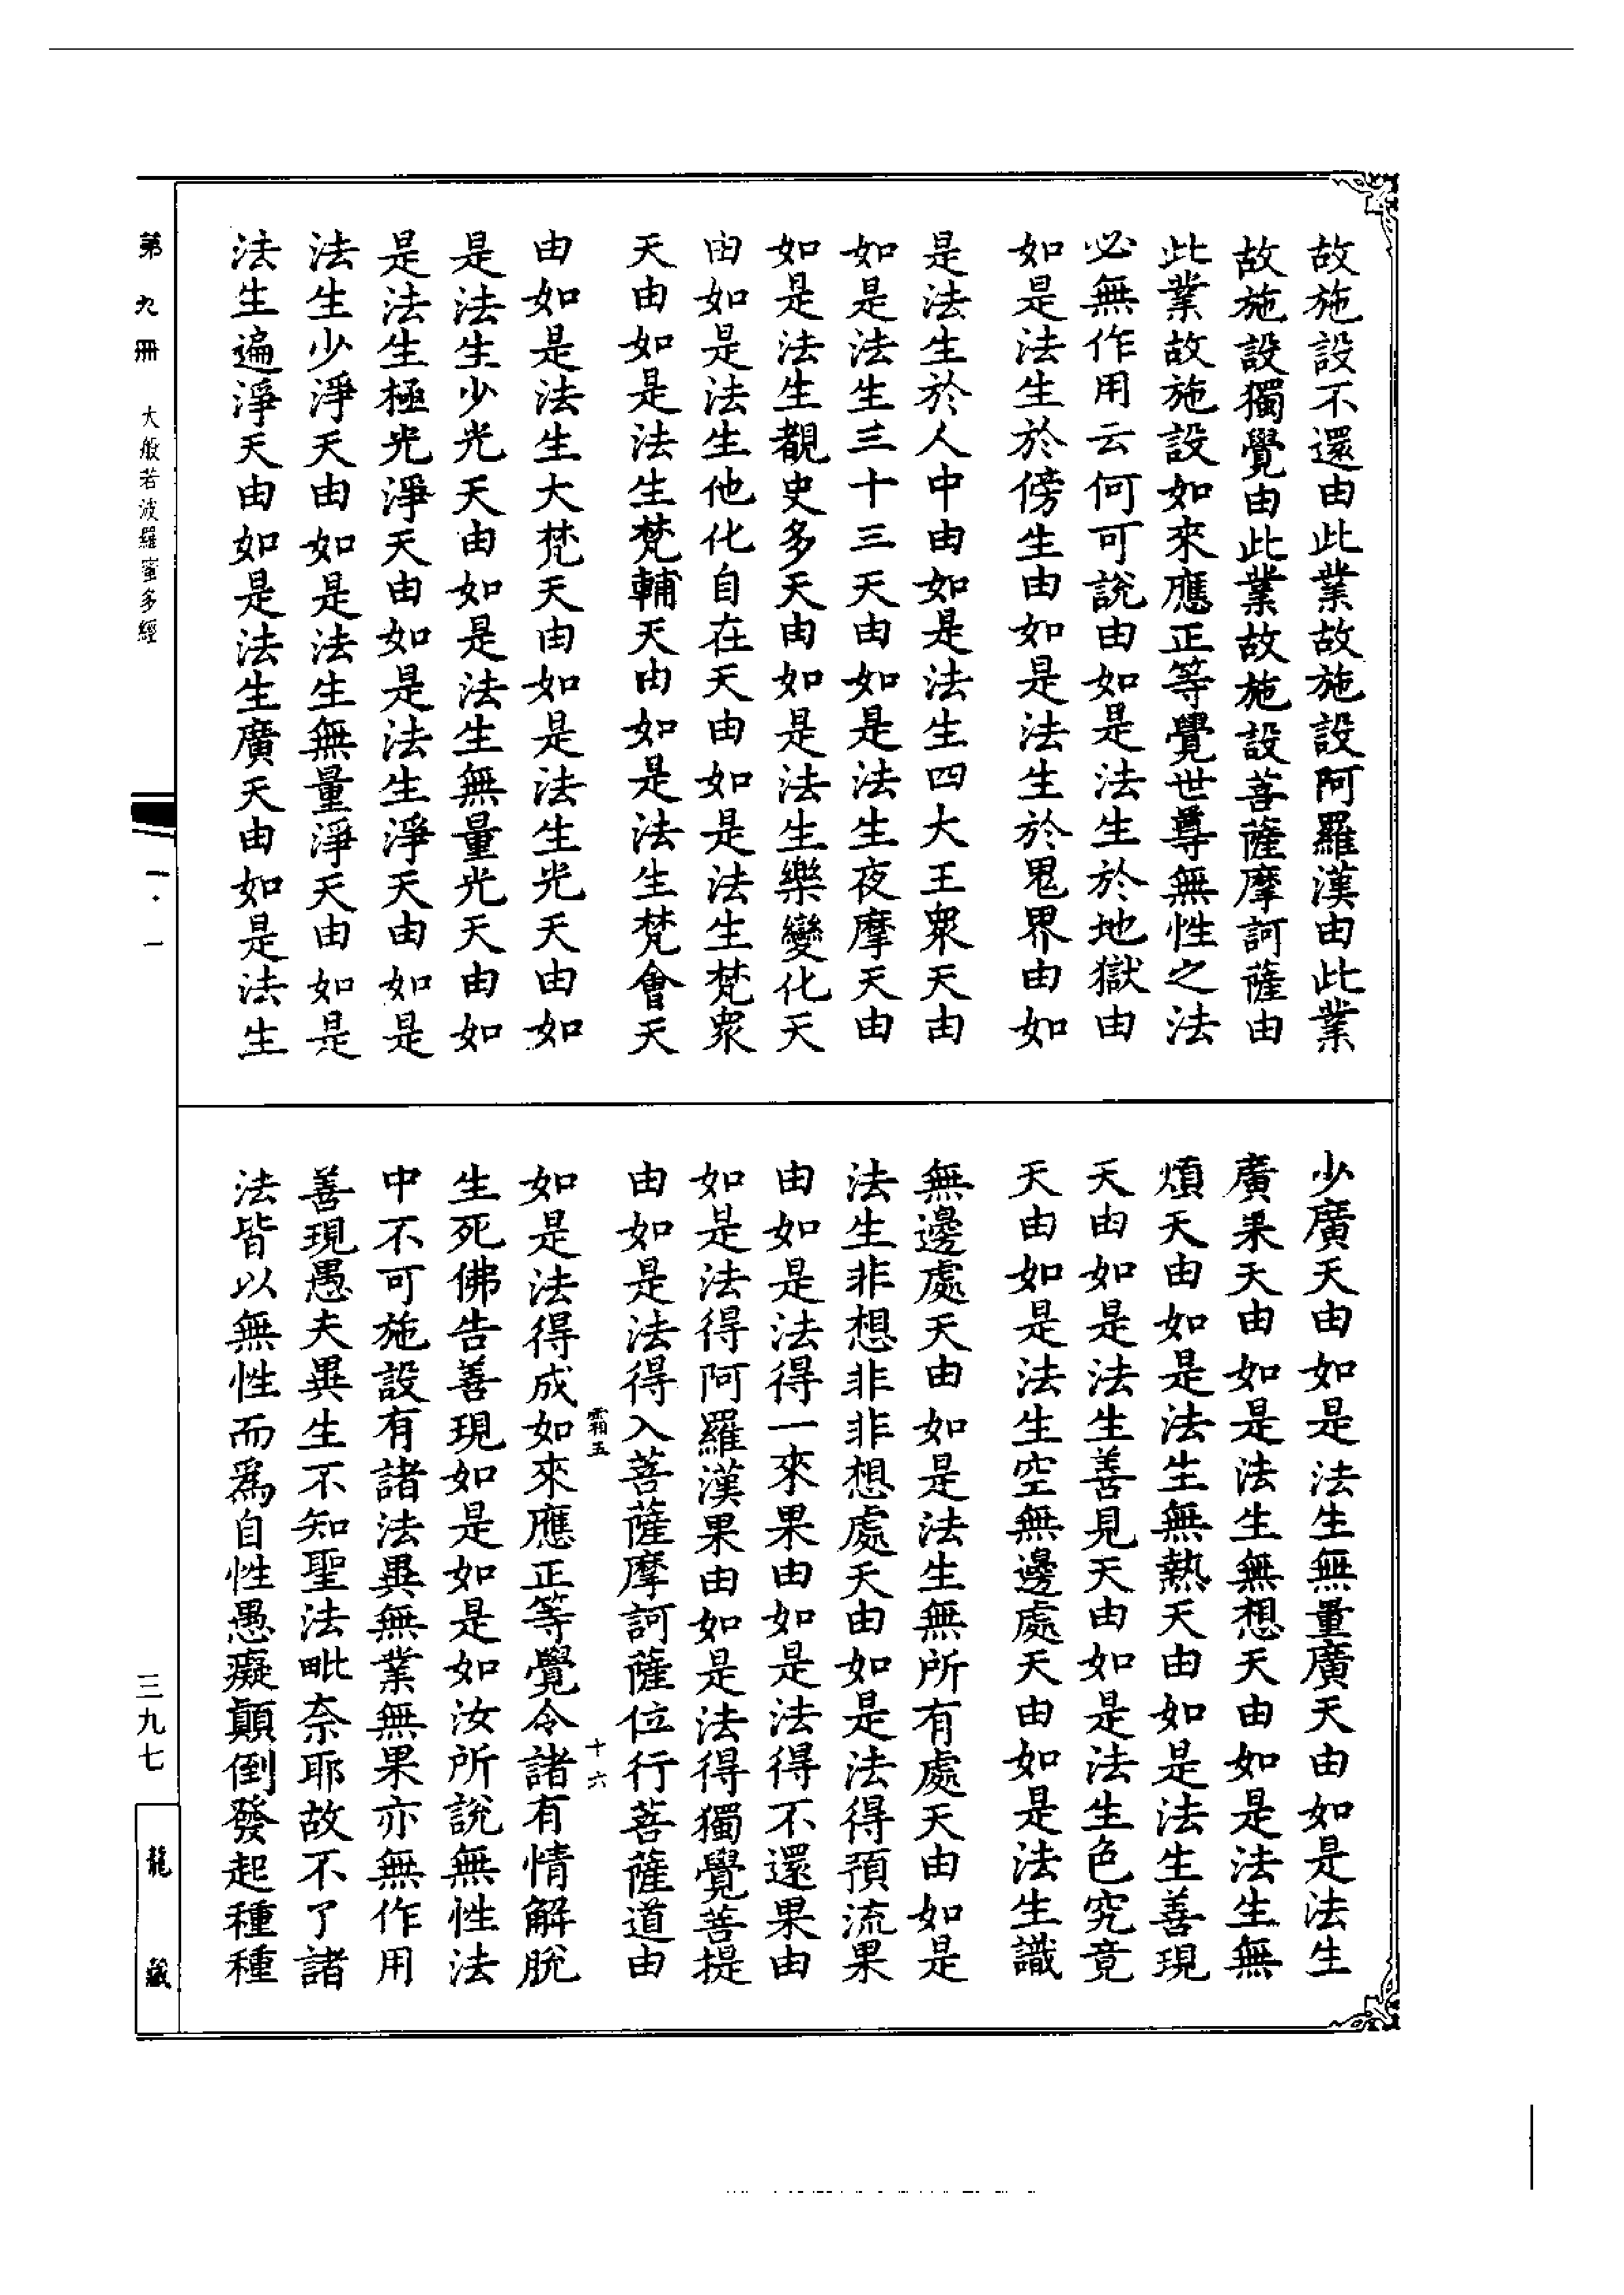 故施設不還由此業故施設阿羅漢由此業
故施設獨覺由此業故施設菩薩摩訶薩由
此業故施設如來應正等覺世尊無性之法
必無作用云何可說由如是法生於地獄由
如是法生於傍生由如是法生於鬼界由如
是法生於人中由如是法生四大王眾天由
如是法生三十三天由如是法生夜摩天由
如是法生覩史多天由如是法生樂變化天
由如是法生他化自在天由如是法生梵眾
天由如是法生梵輔天由如是法生梵會天
由如是法生大梵天由如是法生光天由如
是法生少光天由如是法生無量光天由如
是法生極光淨天由如是法生淨天由如是
法生少淨天由如是法生無量淨天由如是
法生遍淨天由如是法生廣天由如是法生
少廣天由如是法生無量廣天由如是法生
廣果天由如是法生無想天由如是法生無
煩天由如是法生無熱天由如是法生善現
天由如是法生善見天由如是法生色究竟
天由如是法生空無邊處天由如是法生識
無邊處天由如是法生無所有處天由如是
法生非想非非想處天由如是法得預流果
由如是法得一來果由如是法得不還果由
如是法得阿羅漢果由如是法得獨覺菩提
由如是法得入菩薩摩訶薩位行菩薩道由
霜五 十六
如是法得成如來應正等覺令諸有情解脫
生死佛告善現如是如是如汝所說無性法
中不可施設有諸法異無業無果亦無作用
善現愚夫異生不知聖法毗奈耶故不了諸
法皆以無性而為自性愚癡顛倒發起種種
第九冊 大般若波羅蜜多經 一·一 三九七 龍藏